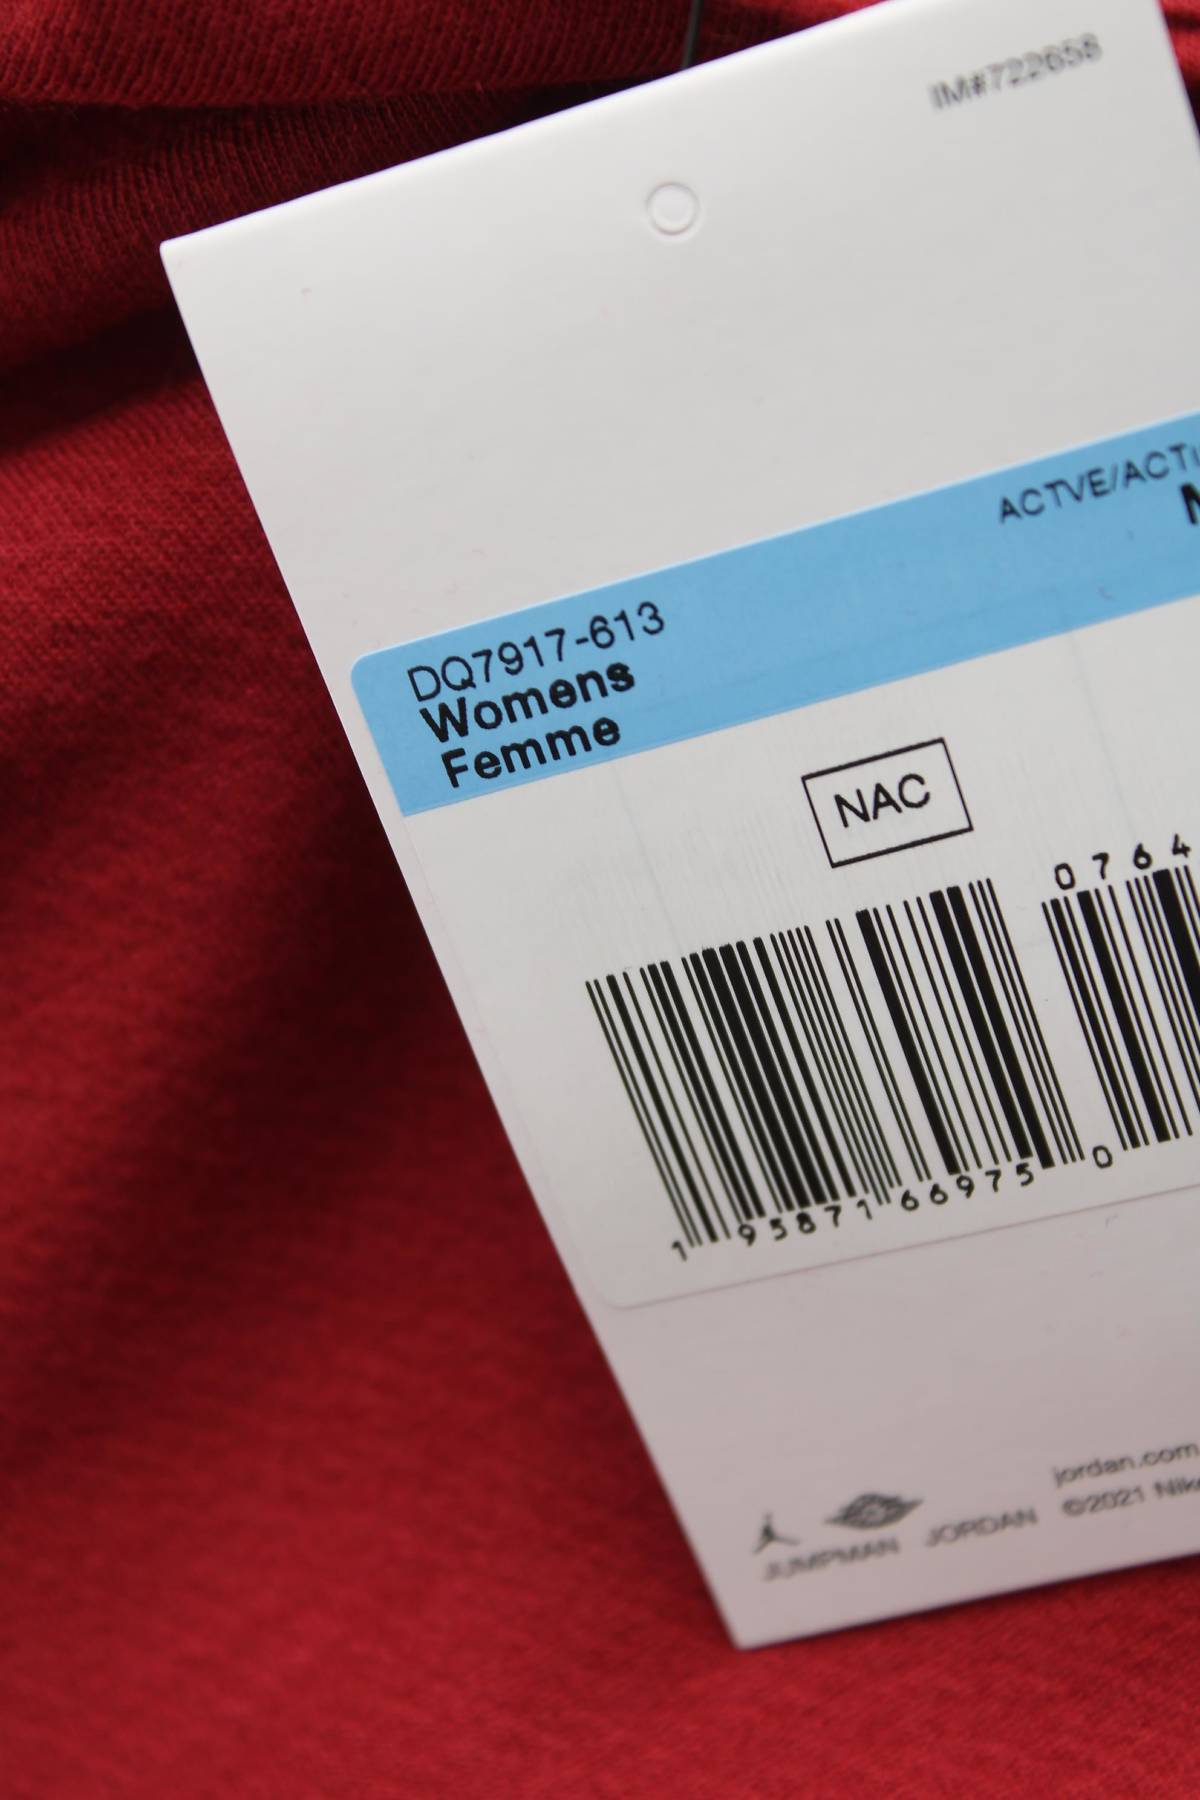 IM#722658
ACTVE/ACTI
DQ7917-613
Womens
Femme
NAC
0764
1 95871 66975 0
jordan.com
©2021 Nike
JUMPMAN JORDAN